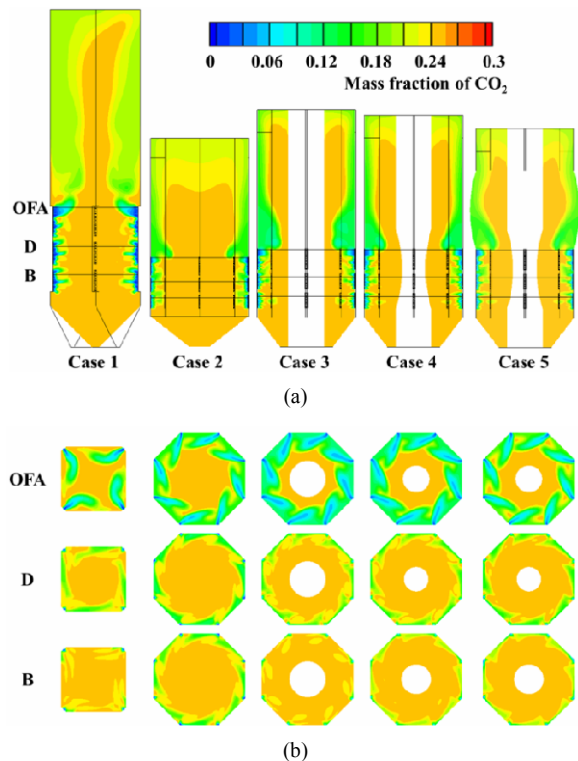 (a)
0 0.06 0.12 0.18 0.24 0.3
Mass fraction of CO2
OFA
D
B
Case 1 Case 2 Case 3 Case 4 Case 5
(a)
(b)
OFA
D
B
(b)